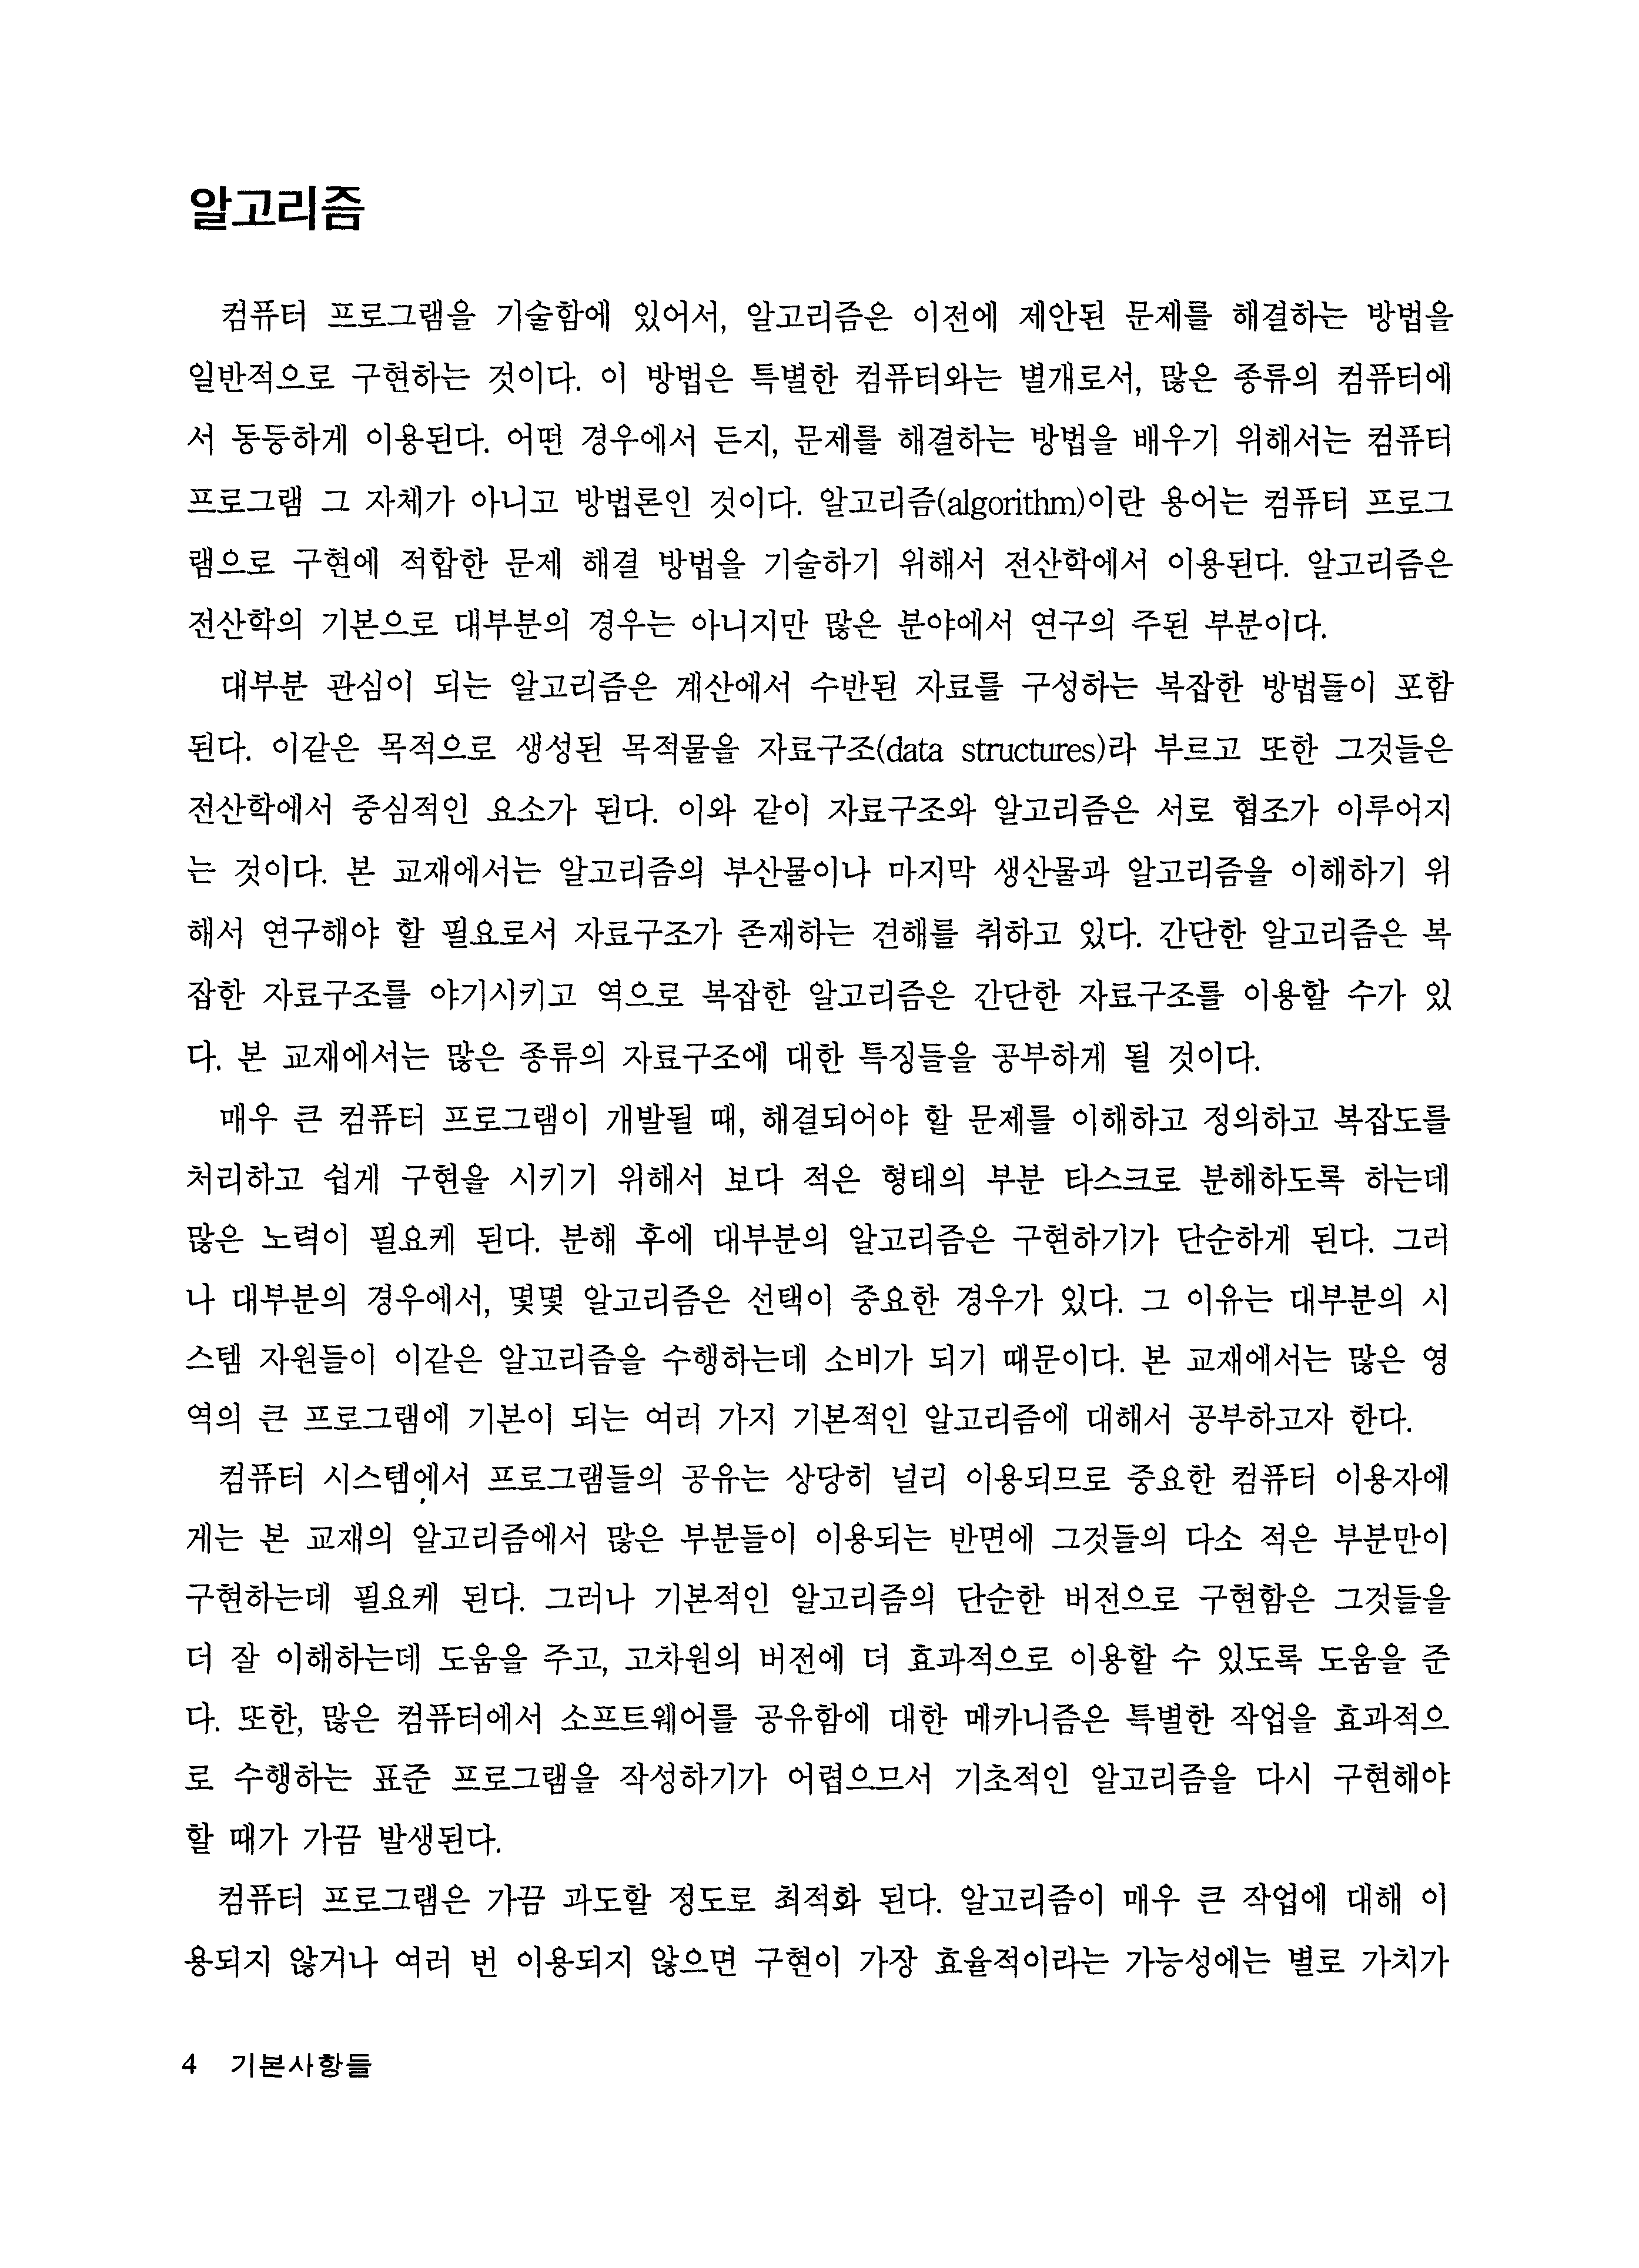 알고리즘
컴퓨터 프로그램을 기술함에 있어서, 알고리즘은 이전에 제안된 문제를 해결하는 방법을
일반적으로 구현하는 것이다. 이 방법은 특별한 컴퓨터와는 별개로서, 많은 종류의 컴퓨터에
서 동등하게 이용된다. 어떤 경우에서 든지, 문제를 해결하는 방법을 배우기 위해서는 컴퓨터
프로그램 그 자체가 아니고 방법론인 것이다. 알고리즘(algorithm)이란 용어는 컴퓨터 프로그
램으로 구현에 적합한 문제 해결 방법을 기술하기 위해서 전산학에서 이용된다. 알고리즘은
전산학의 기본으로 대부분의 경우는 아니지만 많은 분야에서 연구의 주된 부분이다.
대부분 관심이 되는 알고리즘은 계산에서 수반된 자료를 구성하는 복잡한 방법들이 포함
된다. 이같은 목적으로 생성된 목적물을 자료구조(data structures)라 부르고 또한 그것들은
전산학에서 중심적인 요소가 된다. 이와 같이 자료구조와 알고리즘은 서로 협조가 이루어지
는 것이다. 본 교재에서는 알고리즘의 부산물이나 마지막 생산물과 알고리즘을 이해하기 위
해서 연구해야 할 필요로서 자료구조가 존재하는 견해를 취하고 있다. 간단한 알고리즘은 복
잡한 자료구조를 야기시키고 역으로 복잡한 알고리즘은 간단한 자료구조를 이용할 수가 있
다. 본 교재에서는 많은 종류의 자료구조에 대한 특징들을 공부하게 될 것이다.
매우 큰 컴퓨터 프로그램이 개발될 때, 해결되어야 할 문제를 이해하고 정의하고 복잡도를
처리하고 쉽게 구현을 시키기 위해서 보다 적은 형태의 부분 타스크로 분해하도록 하는데
많은 노력이 필요케 된다. 분해 후에 대부분의 알고리즘은 구현하기가 단순하게 된다. 그러
나 대부분의 경우에서, 몇몇 알고리즘은 선택이 중요한 경우가 있다. 그 이유는 대부분의 시
스템 자원들이 이같은 알고리즘을 수행하는데 소비가 되기 때문이다. 본 교재에서는 많은 영
역의 큰 프로그램에 기본이 되는 여러 가지 기본적인 알고리즘에 대해서 공부하고자 한다.
컴퓨터 시스템에서 프로그램들의 공유는 상당히 널리 이용되므로 중요한 컴퓨터 이용자에
게는 본 교재의 알고리즘에서 많은 부분들이 이용되는 반면에 그것들의 다소 적은 부분만이
구현하는데 필요케 된다. 그러나 기본적인 알고리즘의 단순한 버전으로 구현함은 그것들을
더 잘 이해하는데 도움을 주고, 고차원의 버전에 더 효과적으로 이용할 수 있도록 도움을 준
다. 또한, 많은 컴퓨터에서 소프트웨어를 공유함에 대한 메카니즘은 특별한 작업을 효과적으
로 수행하는 표준 프로그램을 작성하기가 어렵으므서 기초적인 알고리즘을 다시 구현해야
할 때가 가끔 발생된다.
컴퓨터 프로그램은 가끔 과도할 정도로 최적화 된다. 알고리즘이 매우 큰 작업에 대해 이
용되지 않거나 여러 번 이용되지 않으면 구현이 가장 효율적이라는 가능성에는 별로 가치가
4 기본사항들